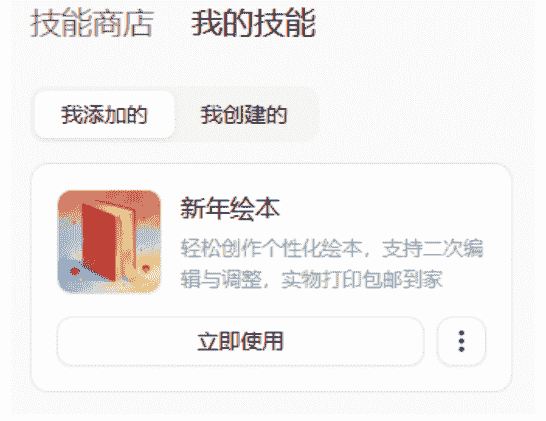 技能商店 我的技能
我添加的 我创建的
新年绘本
轻松创作个性化绘本，支持二次编
辑与调整，实物打印包邮到家
立即使用